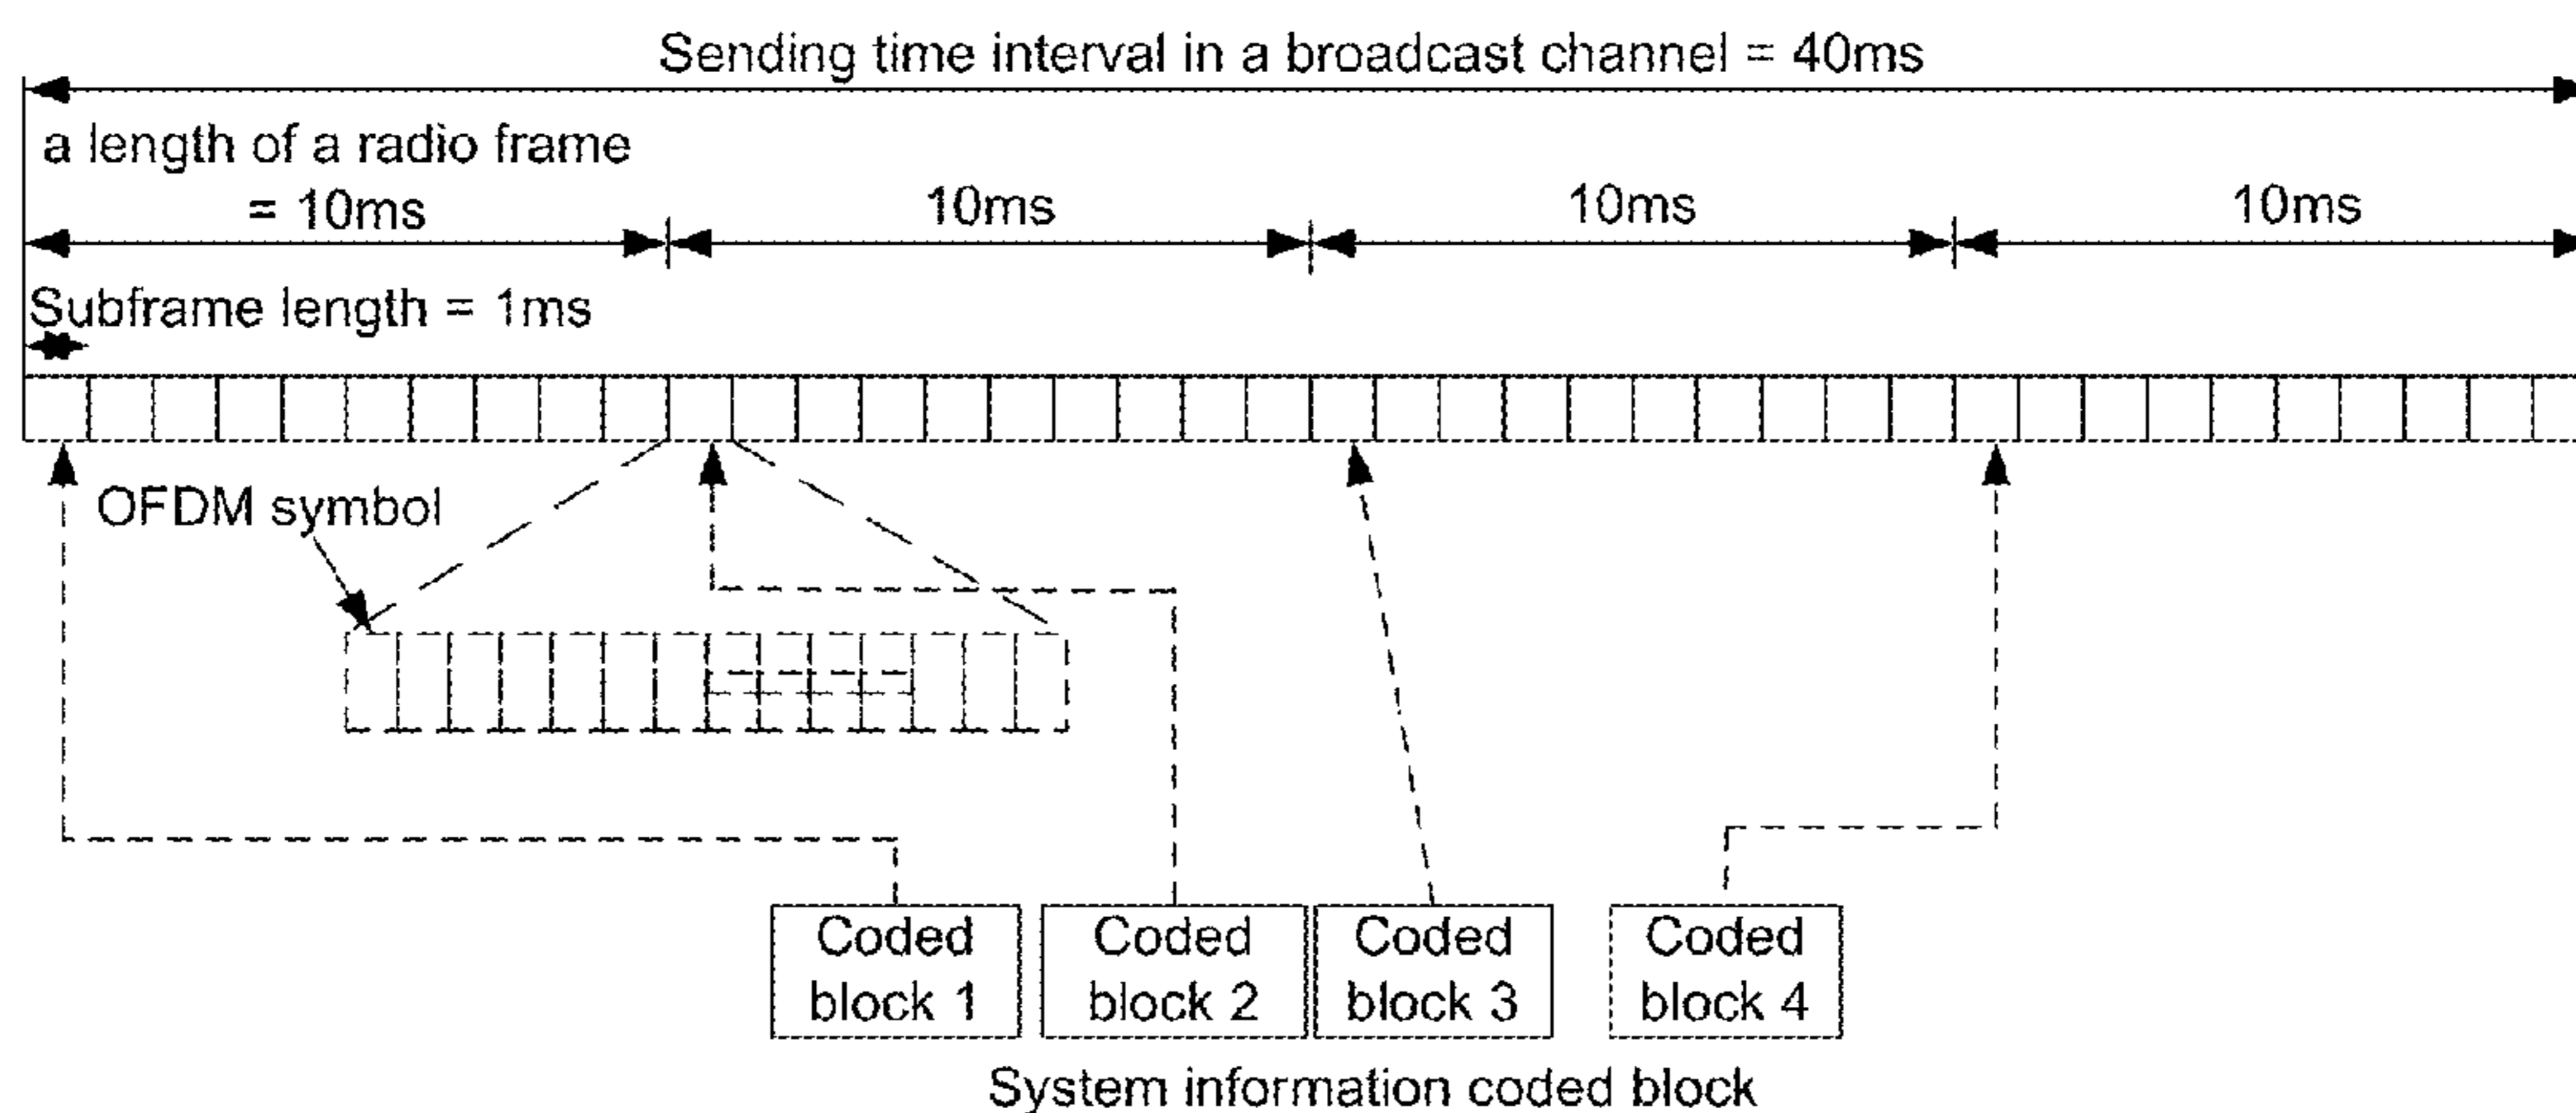 Sending time interval in a broadcast channel = 40ms
a length of a radio frame
= 10ms
10ms
10ms
10ms
Subframe length = 1ms
OFDM symbol
Coded
block 1
Coded
block 2
Coded
block 3
Coded
block 4
System information coded block